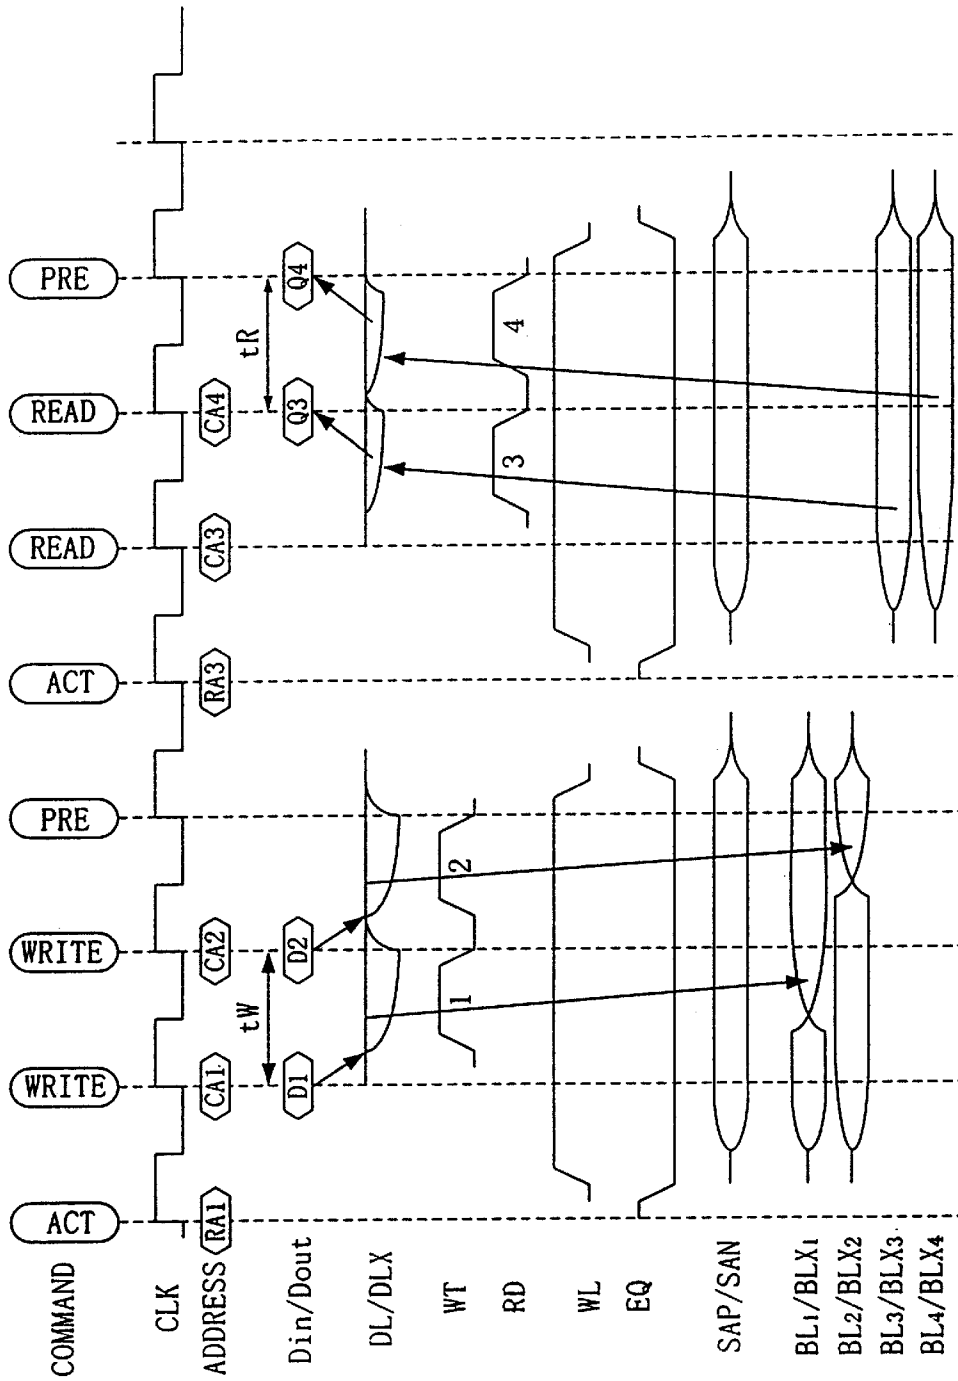 COMMAND ACT WRITE WRITE PRE ACT READ READ PRE
CLK
tW tR
ADDRESS RA1 CA1 CA2 RA3 CA3 CA4
Din/Dout D1 D2 Q3 Q4
DL/DLX
WT 1 2
RD 3 4
WL
EQ
SAP/SAN
BL1/BLX1
BL2/BLX2
BL3/BLX3
BL4/BLX4